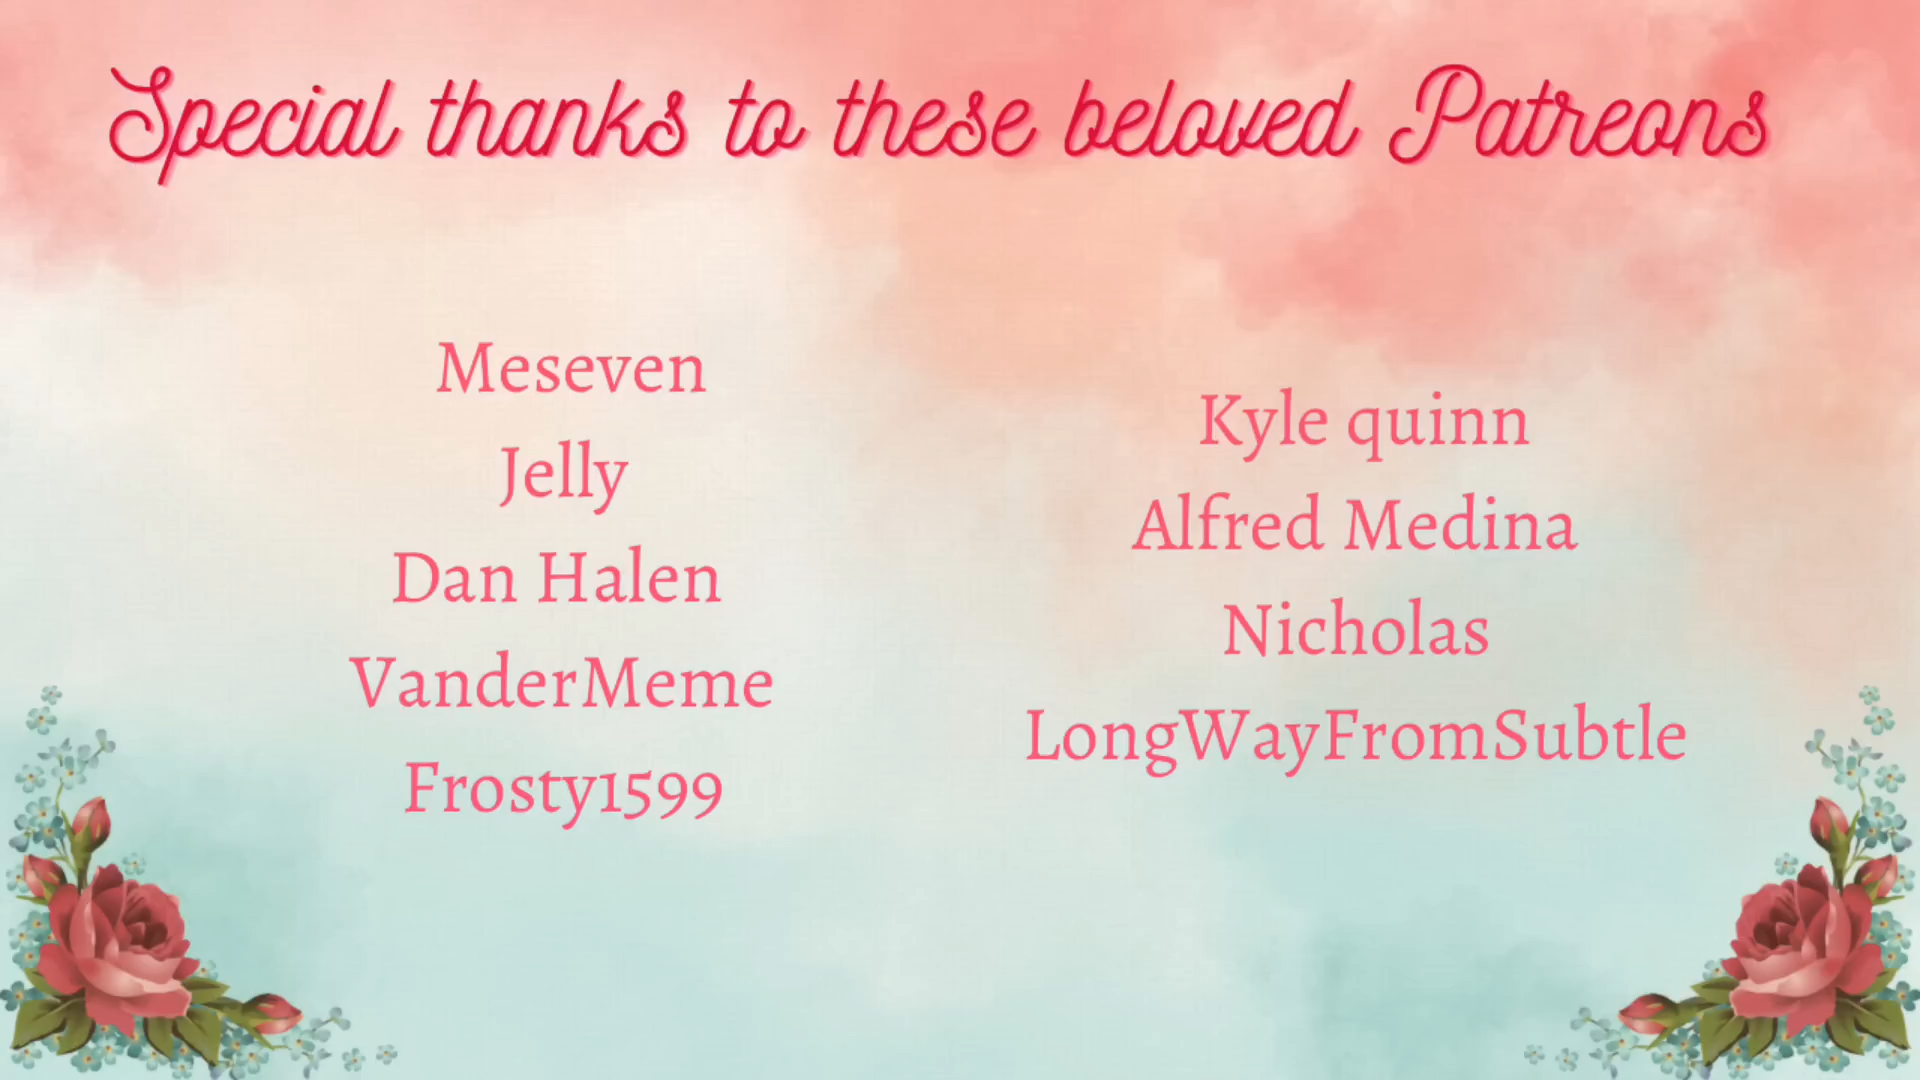 Special thanks to these beloved Patreons
Meseven
Jelly
Dan Halen
VanderMeme
Frosty1599
Kyle quinn
Alfred Medina
Nicholas
LongWayFromSubtle